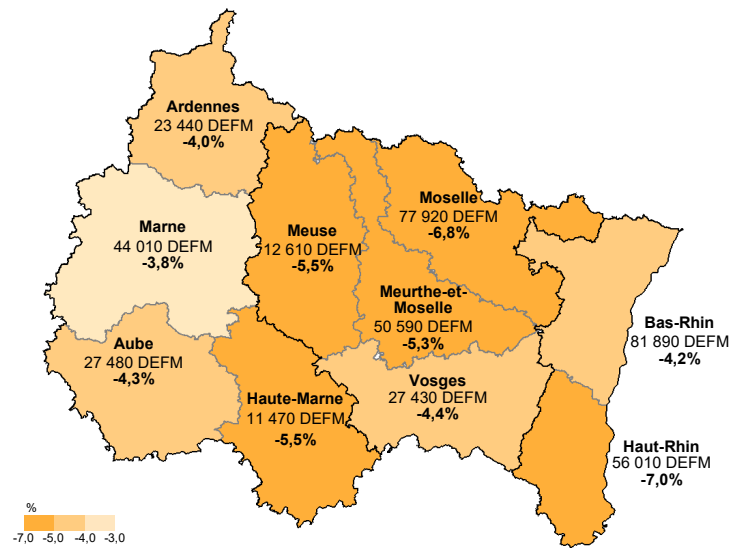 Ardennes
23 440 DEFM
-4,0%
Marne
44 010 DEFM
-3,8%
Meuse
12 610 DEFM
-5,5%
Moselle
77 920 DEFM
-6,8%
Meurthe-et-
Moselle
50 590 DEFM
-5,3%
Bas-Rhin
81 890 DEFM
-4,2%
Aube
27 480 DEFM
-4,3%
Haute-Marne
11 470 DEFM
-5,5%
Vosges
27 430 DEFM
-4,4%
Haut-Rhin
56 010 DEFM
-7,0%
%
-7,0 -5,0 -4,0 -3,0